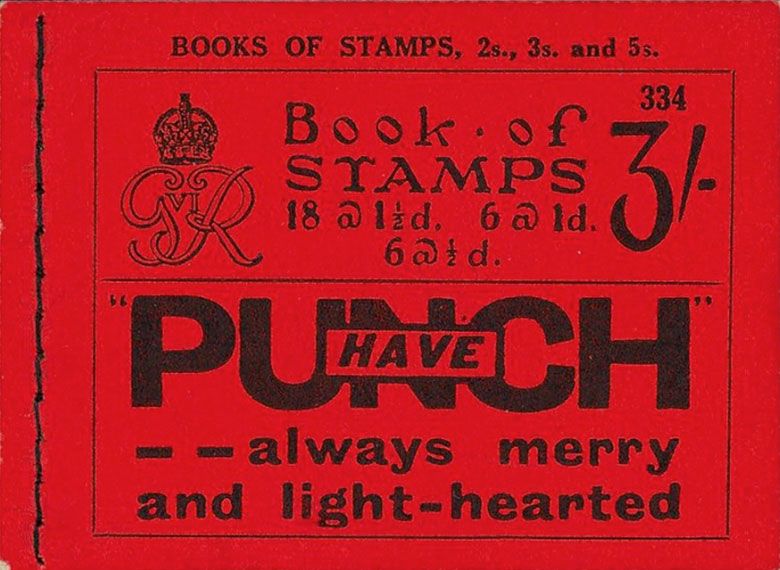 BOOKS OF STAMPS, 2s., 3s. and 5s.
334
GVIR
Book · of
STAMPS
3/-
18 @ 1½d. 6 @ 1d.
6 @ ½d.
"PUNCH"
HAVE
– – always merry
and light-hearted